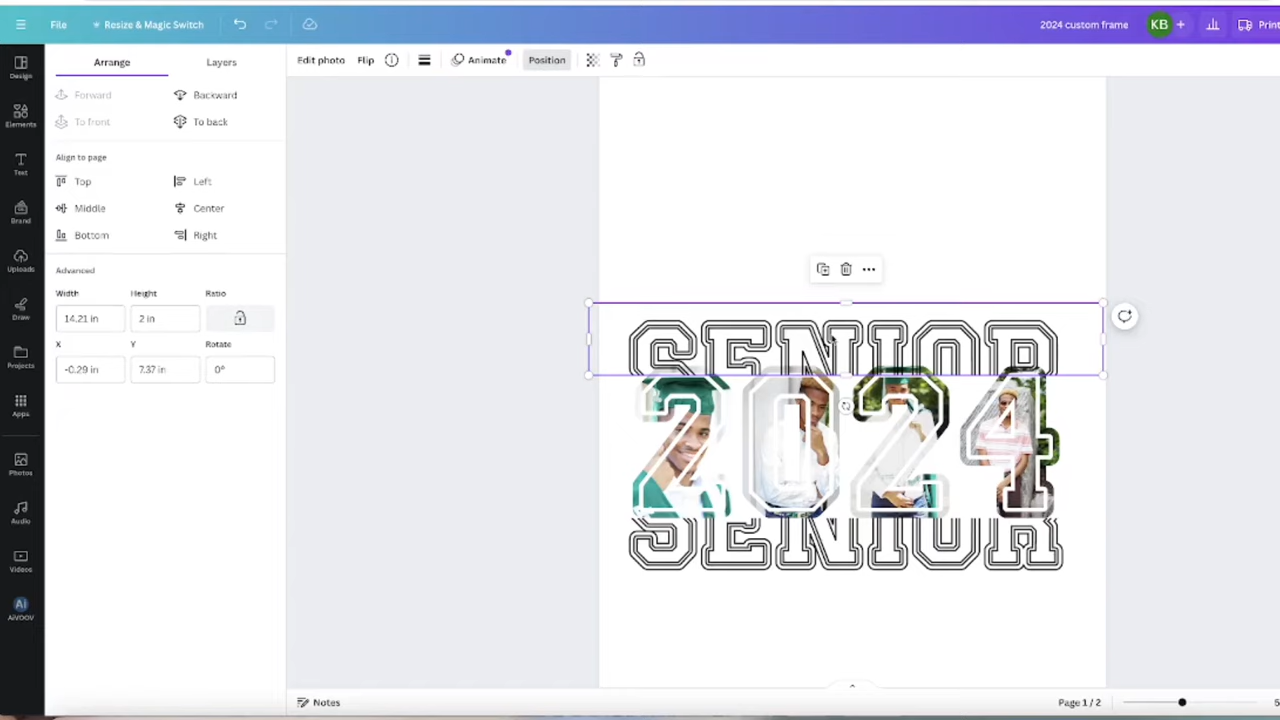 File
Resize & Magic Switch
2024 custom frame
KB
+
Print
Design
Elements
Text
Brand
Uploads
Draw
Projects
Apps
Photos
Audio
Videos
AiVOOV
Arrange
Layers
Forward
Backward
To front
To back
Align to page
Top
Left
Middle
Center
Bottom
Right
Advanced
Width
Height
Ratio
14.21 in
2 in
X
Y
Rotate
-0.29 in
7.37 in
0°
Edit photo
Flip
Animate
Position
SENIOR
2024
SENIOR
Notes
Page 1 / 2